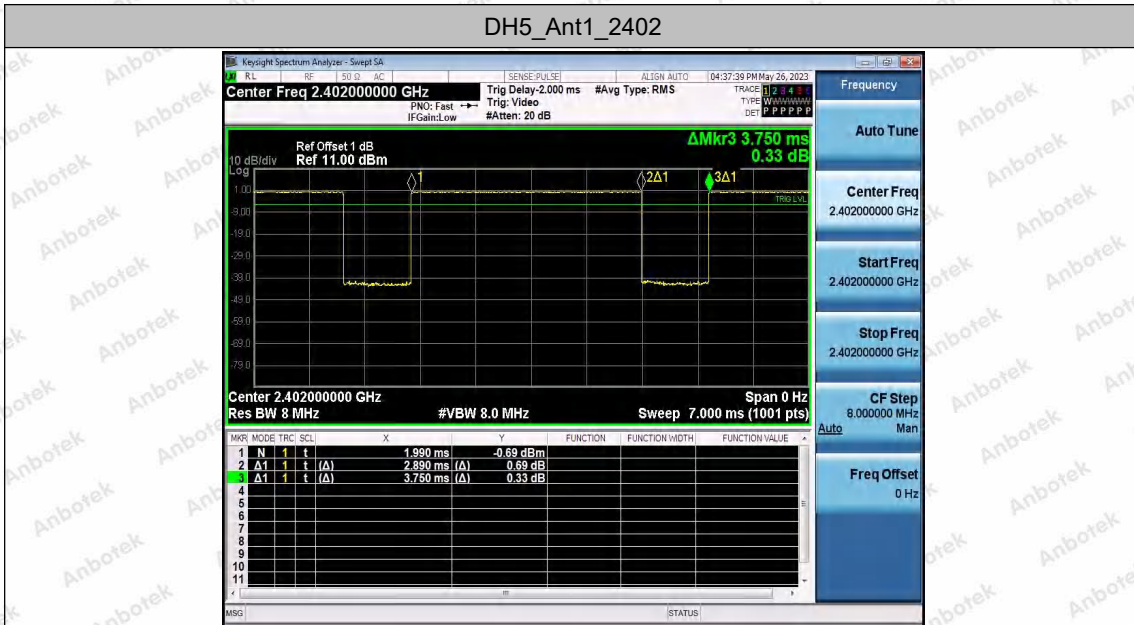 DH5_Ant1_2402
Keysight Spectrum Analyzer - Swept SA
RL RF 50 Ω AC SENSE:PULSE ALIGN AUTO 04:37:39 PM May 26, 2023
Center Freq 2.402000000 GHz
PNO: Fast
IFGain:Low
Trig Delay-2.000 ms
Trig: Video
#Atten: 20 dB
#Avg Type: RMS
TRACE 1 2 3 4 5 6
TYPE WWWWWW
DET P P P P P P
ΔMkr3 3.750 ms
0.33 dB
Ref Offset 1 dB
10 dB/div Ref 11.00 dBm
Log
1 2Δ1 3Δ1
1.00
TRIG LVL
-9.00
-19.0
-29.0
-39.0
-49.0
-59.0
-69.0
-79.0
Center 2.402000000 GHz Span 0 Hz
Res BW 8 MHz #VBW 8.0 MHz Sweep 7.000 ms (1001 pts)
MKR MODE TRC SCL X Y FUNCTION FUNCTION WIDTH FUNCTION VALUE
1 N 1 t 1.990 ms -0.69 dBm
2 Δ1 1 t (Δ) 2.890 ms (Δ) 0.69 dB
3 Δ1 1 t (Δ) 3.750 ms (Δ) 0.33 dB
4
5
6
7
8
9
10
11
MSG STATUS
Frequency
Auto Tune
Center Freq
2.402000000 GHz
Start Freq
2.402000000 GHz
Stop Freq
2.402000000 GHz
CF Step
8.000000 MHz
Auto Man
Freq Offset
0 Hz
Anbotek